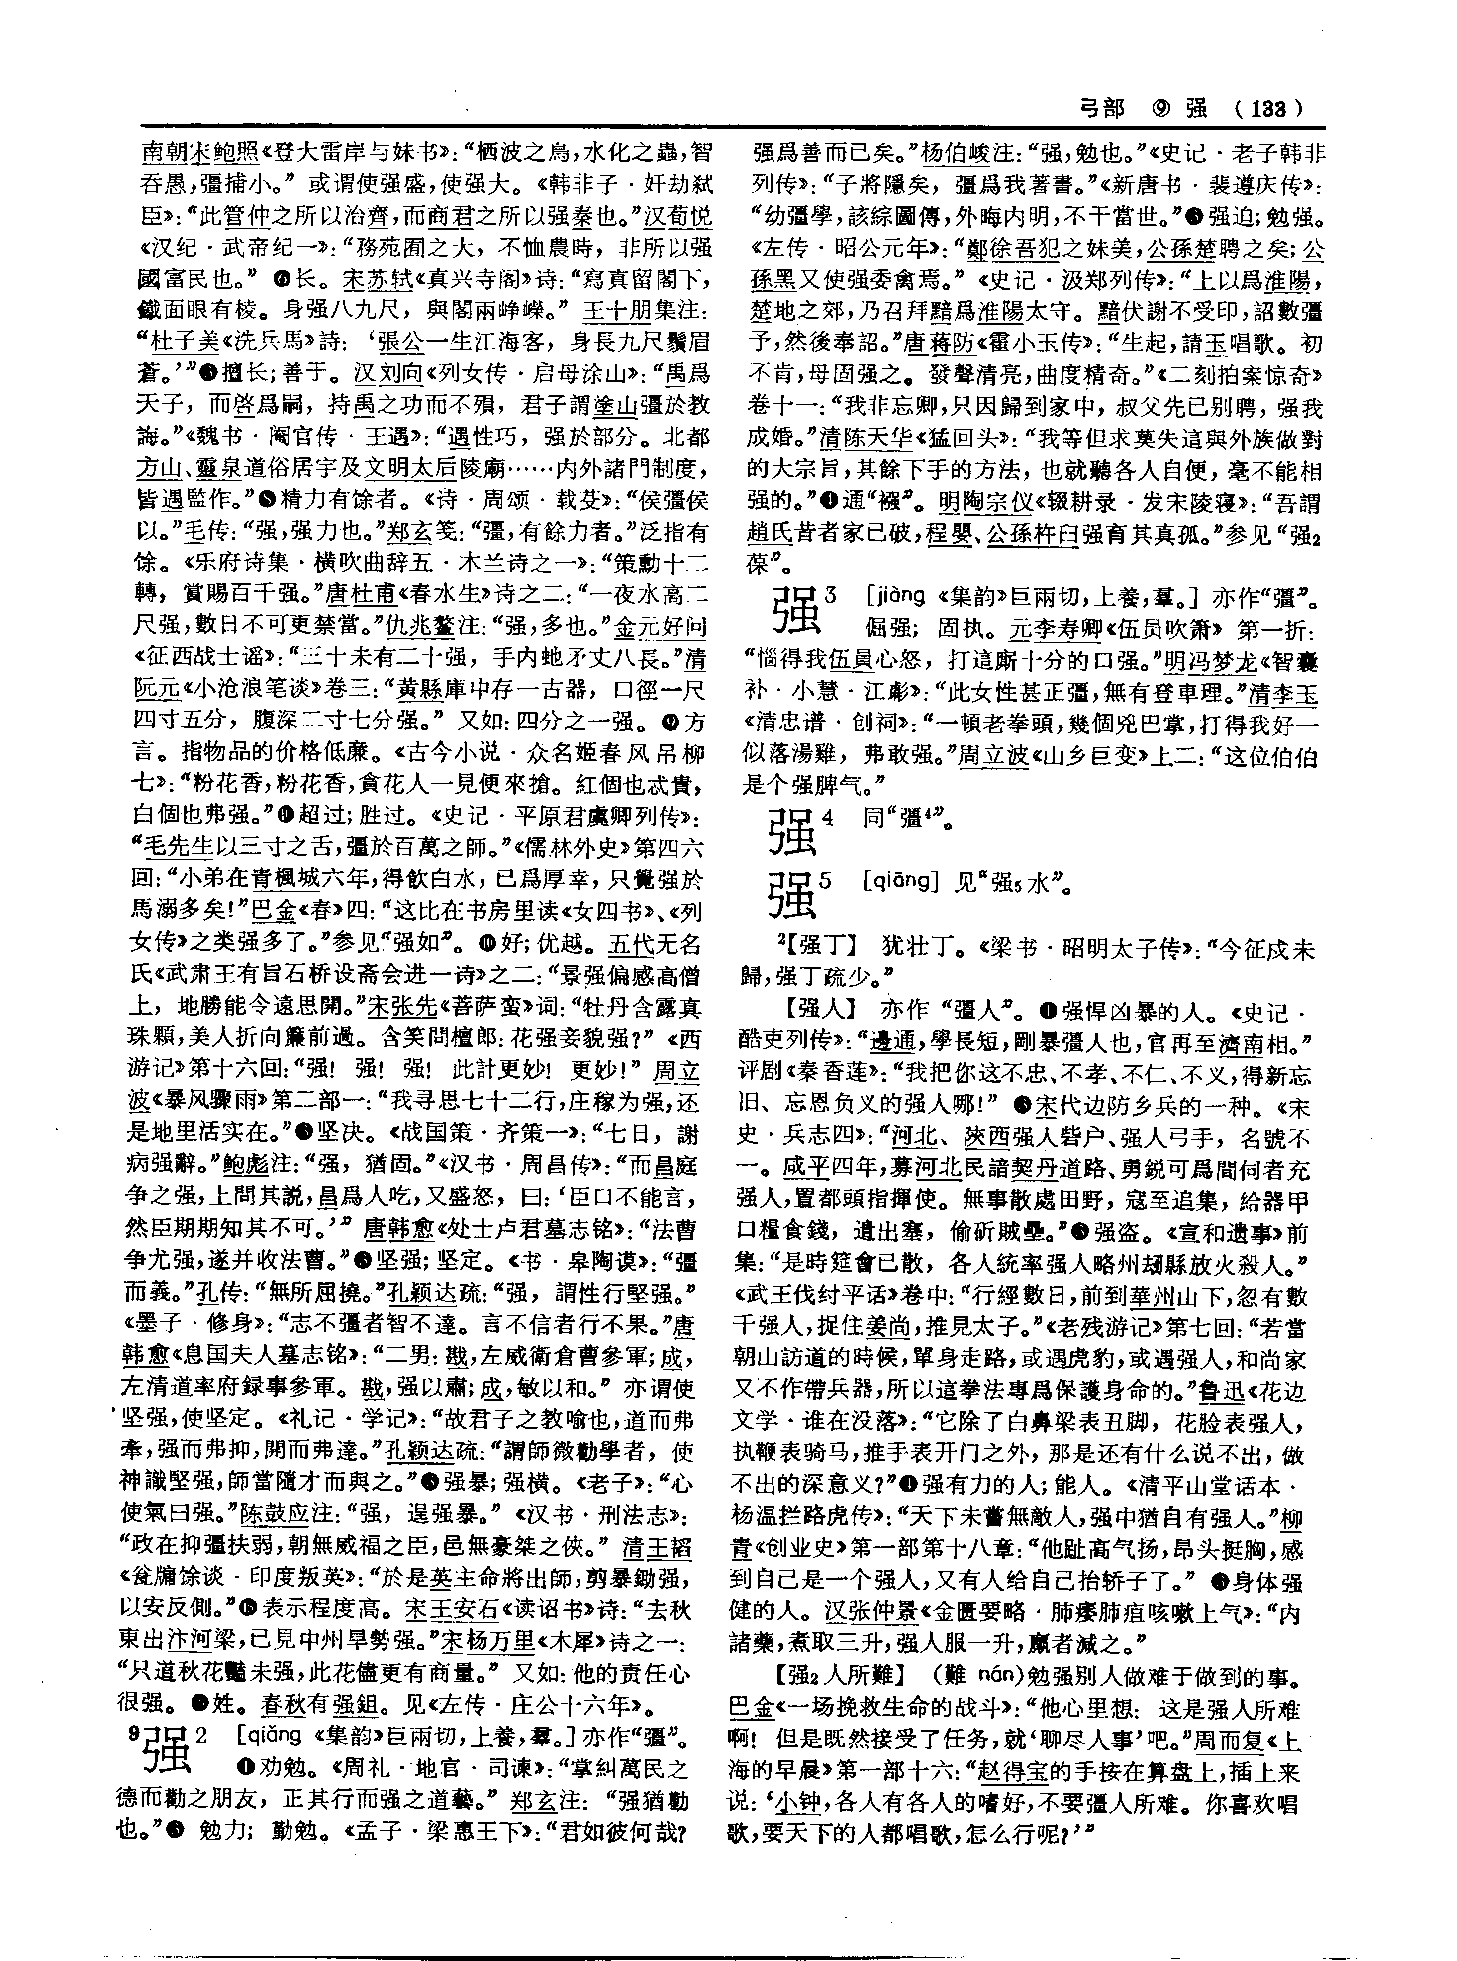 弓部 ⑨ 强 (133)
南朝宋鲍照《登大雷岸与妹书》：“栖波之鳥，水化之蟲，智
吞愚，彊捕小。” 或谓使强盛，使强大。《韩非子·奸劫弑
臣》：“此管仲之所以治齊，而商君之所以强秦也。”汉荀悦
《汉纪·武帝纪一》：“務苑囿之大，不恤農時，非所以强
國富民也。” ❻长。宋苏轼《真兴寺阁》诗：“寫真留閣下，
鐵面眼有棱。身强八九尺，與閣兩崢嶸。” 王十朋集注：
“杜子美《洗兵馬》詩：‘張公一生江海客，身長九尺鬚眉
蒼。’”❼擅长；善于。汉刘向《列女传·启母涂山》：“禹爲
天子，而啓爲嗣，持禹之功而不殞，君子謂塗山彊於教
誨。”《魏书·阉官传·王遇》：“遇性巧，强於部分。北都
方山、靈泉道俗居宇及文明太后陵廟……内外諸門制度，
皆遇監作。”❽精力有馀者。《诗·周颂·载芟》：“侯彊侯
以。”毛传：“强，强力也。”郑玄笺：“彊，有餘力者。”泛指有
馀。《乐府诗集·横吹曲辞五·木兰诗之一》：“策勳十二
轉，賞賜百千强。”唐杜甫《春水生》诗之二：“一夜水高二
尺强，數日不可更禁當。”仇兆鳌注：“强，多也。”金元好问
《征西战士谣》：“三十未有二十强，手内蛇矛丈八長。”清
阮元《小沧浪笔谈》卷三：“黄縣庫中存一古器，口徑一尺
四寸五分，腹深二寸七分强。” 又如：四分之一强。❾方
言。指物品的价格低廉。《古今小说·众名姬春风吊柳
七》：“粉花香，粉花香，貪花人一見便來搶。紅個也忒貴，
白個也弗强。”❿超过；胜过。《史记·平原君虞卿列传》：
“毛先生以三寸之舌，彊於百萬之師。”《儒林外史》第四六
回：“小弟在青楓城六年，得飲白水，已爲厚幸，只覺强於
馬溺多矣！”巴金《春》四：“这比在书房里读《女四书》、《列
女传》之类强多了。”参见“强如”。⓫好；优越。五代无名
氏《武肃王有旨石桥设斋会进一诗》之二：“景强偏感高僧
上，地勝能令遠思開。”宋张先《菩萨蛮》词：“牡丹含露真
珠顆，美人折向簾前過。含笑問檀郎：花强妾貌强？” 《西
游记》第十六回：“强！强！强！此計更妙！更妙！” 周立
波《暴风骤雨》第二部一：“我寻思七十二行，庄稼为强，还
是地里活实在。”⓬坚决。《战国策·齐策一》：“七日，謝
病强辭。”鲍彪注：“强，猶固。”《汉书·周昌传》：“而昌庭
争之强，上問其説，昌爲人吃，又盛怒，曰：‘臣口不能言，
然臣期期知其不可。’” 唐韩愈《处士卢君墓志铭》：“法曹
争尤强，遂并收法曹。”⓭坚强；坚定。《书·皋陶谟》：“彊
而義。”孔传：“無所屈撓。”孔颖达疏：“强，謂性行堅强。”
《墨子·修身》：“志不彊者智不達。言不信者行不果。”唐
韩愈《息国夫人墓志铭》：“二男：戡，左威衛倉曹參軍；成，
左清道率府録事參軍。戡，强以肅；成，敏以和。” 亦谓使
坚强，使坚定。《礼记·学记》：“故君子之教喻也，道而弗
牽，强而弗抑，開而弗達。”孔颖达疏：“謂師微勸學者，使
神識堅强，師當隨才而與之。”⓮强暴；强横。《老子》：“心
使氣曰强。”陈鼓应注：“强，逞强暴。” 《汉书·刑法志》：
“政在抑彊扶弱，朝無威福之臣，邑無豪桀之俠。” 清王韬
《瓮牖馀谈·印度叛英》：“於是英主命將出師，剪暴鋤强，
以安反側。”⓯表示程度高。宋王安石《读诏书》诗：“去秋
東出汴河梁，已見中州旱勢强。”宋杨万里《木犀》诗之一：
“只道秋花豔未强，此花儘更有商量。” 又如：他的责任心
很强。⓰姓。春秋有强鉏。见《左传·庄公十六年》。
⁹强2 [qiǎng《集韵》巨兩切，上養，羣。]亦作“彊”。
❶劝勉。《周礼·地官·司谏》：“掌糾萬民之
德而勸之朋友，正其行而强之道藝。” 郑玄注：“强猶勸
也。”❷ 勉力；勤勉。《孟子·梁惠王下》：“君如彼何哉？
强爲善而已矣。”杨伯峻注：“强，勉也。”《史记·老子韩非
列传》：“子將隱矣，彊爲我著書。”《新唐书·裴遵庆传》：
“幼彊學，該綜圖傳，外晦内明，不干當世。”❸强迫；勉强。
《左传·昭公元年》：“鄭徐吾犯之妹美，公孫楚聘之矣；公
孫黑又使强委禽焉。” 《史记·汲郑列传》：“上以爲淮陽，
楚地之郊，乃召拜黯爲淮陽太守。黯伏謝不受印，詔數彊
予，然後奉詔。”唐蒋防《霍小玉传》：“生起，請玉唱歌。初
不肯，母固强之。發聲清亮，曲度精奇。”《二刻拍案惊奇》
卷十一：“我非忘卿，只因歸到家中，叔父先已别聘，强我
成婚。”清陈天华《猛回头》：“我等但求莫失這與外族做對
的大宗旨，其餘下手的方法，也就聽各人自便，毫不能相
强的。”❹通“襁”。明陶宗仪《辍耕录·发宋陵寝》：“吾謂
趙氏昔者家已破，程嬰、公孫杵臼强育其真孤。”参见“强₂
葆”。
强3 [jiàng《集韵》巨兩切，上養，羣。]亦作“彊”。
倔强；固执。元李寿卿《伍员吹箫》第一折：
“惱得我伍員心怒，打這廝十分的口强。”明冯梦龙《智囊
补·小慧·江彪》：“此女性甚正彊，無有登車理。”清李玉
《清忠谱·创祠》：“一頓老拳頭，幾個兇巴掌，打得我好一
似落湯雞，弗敢强。”周立波《山乡巨变》上二：“这位伯伯
是个强脾气。”
强4 同“彊⁴”。
强5 [qiāng] 见“强₅水”。
²【强丁】 犹壮丁。《梁书·昭明太子传》：“今征戍未
歸，强丁疏少。”
【强人】 亦作“彊人”。❶强悍凶暴的人。《史记·
酷吏列传》：“邊通，學長短，剛暴彊人也，官再至濟南相。”
评剧《秦香莲》：“我把你这不忠、不孝、不仁、不义，得新忘
旧、忘恩负义的强人哪！” ❷宋代边防乡兵的一种。《宋
史·兵志四》：“河北、陝西强人砦户、强人弓手，名號不
一。咸平四年，募河北民諳契丹道路、勇鋭可爲間伺者充
强人，置都頭指揮使。無事散處田野，寇至追集，給器甲
口糧食錢，遣出塞，偷斫賊壘。”❸强盗。《宣和遗事》前
集：“是時筵會已散，各人統率强人略州刼縣放火殺人。”
《武王伐纣平话》卷中：“行經數日，前到華州山下，忽有數
千强人，捉住姜尚，推見太子。”《老残游记》第七回：“若當
朝山訪道的時候，單身走路，或遇虎豹，或遇强人，和尚家
又不作帶兵器，所以這拳法專爲保護身命的。”鲁迅《花边
文学·谁在没落》：“它除了白鼻梁表丑脚，花脸表强人，
执鞭表骑马，推手表开门之外，那是还有什么说不出，做
不出的深意义？”❹强有力的人；能人。《清平山堂话本·
杨温拦路虎传》：“天下未嘗無敵人，强中猶自有强人。”柳
青《创业史》第一部第十八章：“他趾高气扬，昂头挺胸，感
到自己是一个强人，又有人给自己抬轿子了。” ❺身体强
健的人。汉张仲景《金匮要略·肺痿肺疽咳嗽上气》：“内
諸藥，煮取三升，强人服一升，羸者減之。”
【强₂人所難】 (難 nán)勉强别人做难于做到的事。
巴金《一场挽救生命的战斗》：“他心里想：这是强人所难
啊！但是既然接受了任务，就‘聊尽人事’吧。”周而复《上
海的早晨》第一部十六：“赵得宝的手按在算盘上，插上来
说：‘小钟，各人有各人的嗜好，不要彊人所难。你喜欢唱
歌，要天下的人都唱歌，怎么行呢？’”